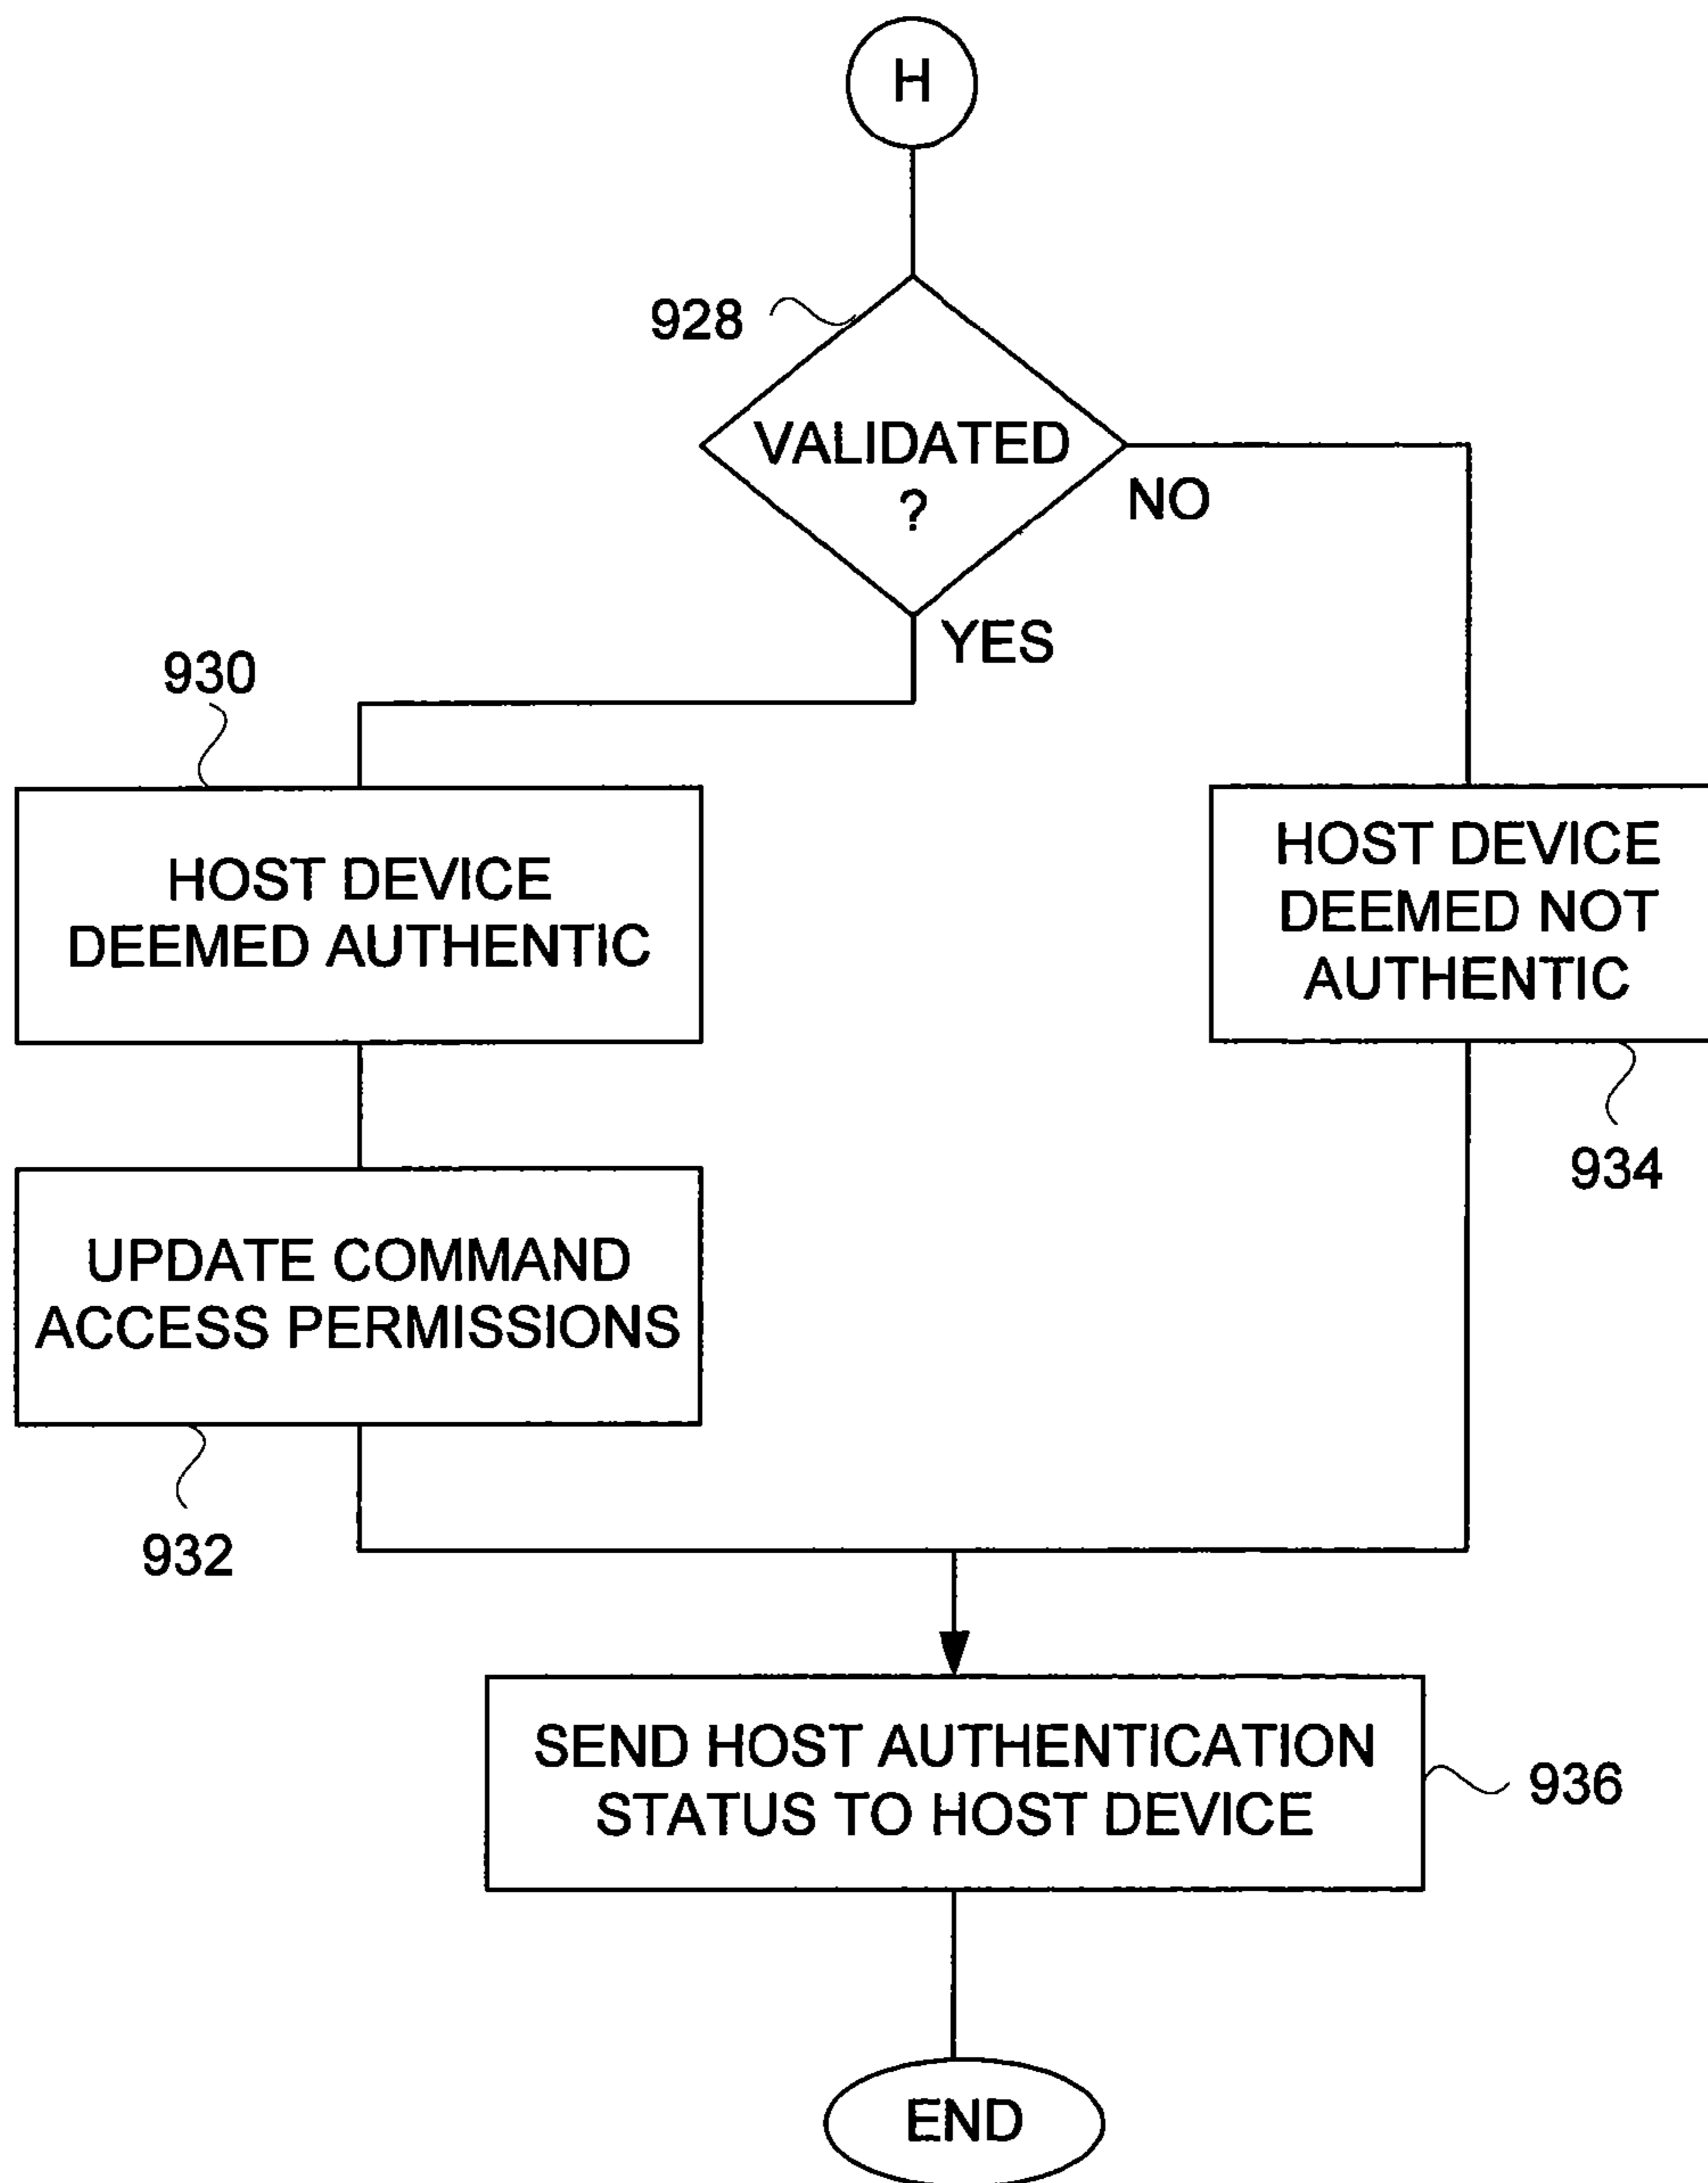 H
928
VALIDATED
?
NO
YES
930
HOST DEVICE
DEEMED AUTHENTIC
HOST DEVICE
DEEMED NOT
AUTHENTIC
934
UPDATE COMMAND
ACCESS PERMISSIONS
932
SEND HOST AUTHENTICATION
STATUS TO HOST DEVICE
936
END